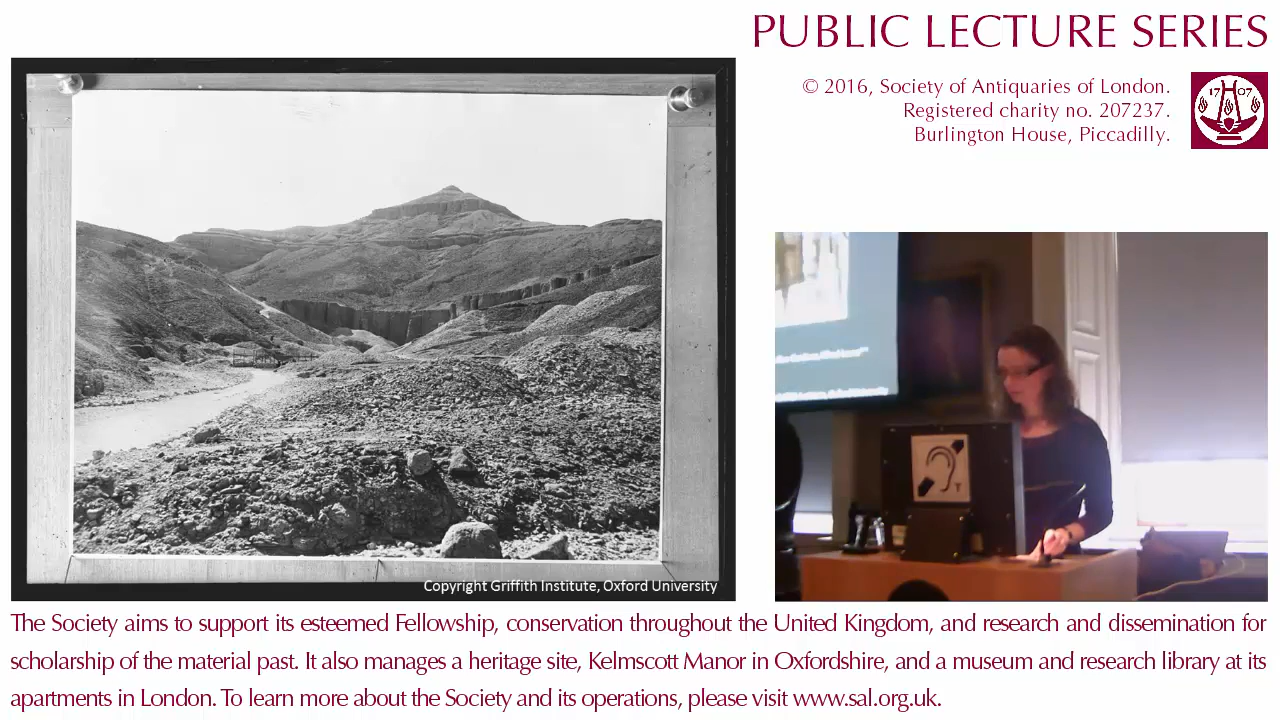 PUBLIC LECTURE SERIES
© 2016, Society of Antiquaries of London.
Registered charity no. 207237.
Burlington House, Piccadilly.
17 07
T
Copyright Griffith Institute, Oxford University
The Society aims to support its esteemed Fellowship, conservation throughout the United Kingdom, and research and dissemination for
scholarship of the material past. It also manages a heritage site, Kelmscott Manor in Oxfordshire, and a museum and research library at its
apartments in London. To learn more about the Society and its operations, please visit www.sal.org.uk.